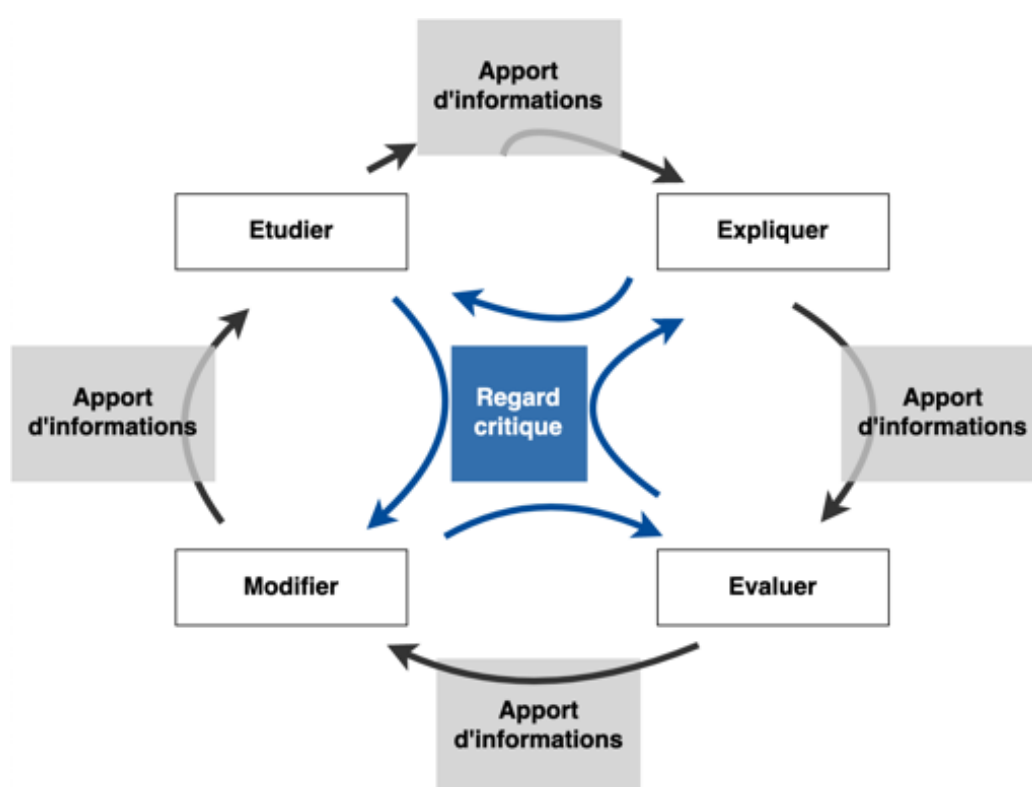 Apport
d'informations
Etudier
Expliquer
Apport
d'informations
Regard
critique
Apport
d'informations
Modifier
Evaluer
Apport
d'informations